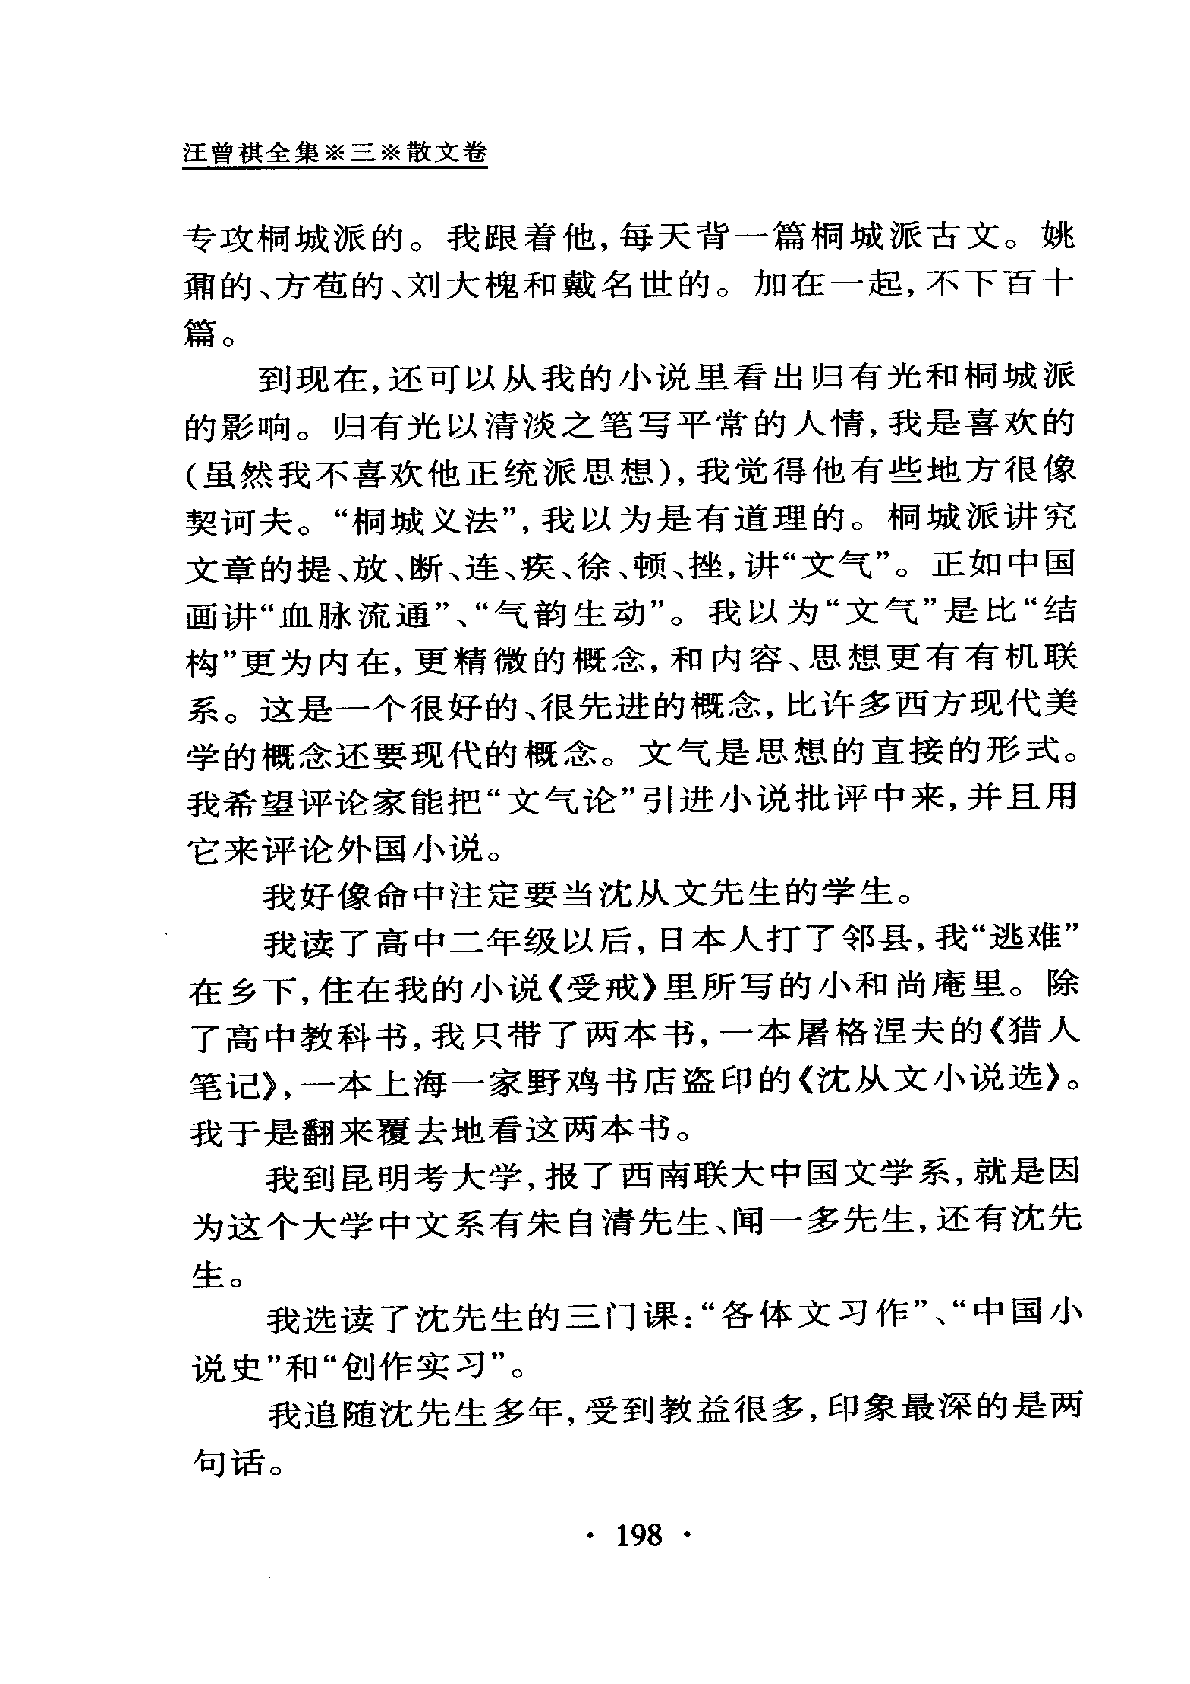 汪曾祺全集※三※散文卷
专攻桐城派的。我跟着他,每天背一篇桐城派古文。姚
鼐的、方苞的、刘大槐和戴名世的。加在一起,不下百十
篇。
到现在,还可以从我的小说里看出归有光和桐城派
的影响。归有光以清淡之笔写平常的人情,我是喜欢的
(虽然我不喜欢他正统派思想),我觉得他有些地方很像
契诃夫。“桐城义法”,我以为是有道理的。桐城派讲究
文章的提、放、断、连、疾、徐、顿、挫,讲“文气”。正如中国
画讲“血脉流通”、“气韵生动”。我以为“文气”是比“结
构”更为内在,更精微的概念,和内容、思想更有有机联
系。这是一个很好的、很先进的概念,比许多西方现代美
学的概念还要现代的概念。文气是思想的直接的形式。
我希望评论家能把“文气论”引进小说批评中来,并且用
它来评论外国小说。
我好像命中注定要当沈从文先生的学生。
我读了高中二年级以后,日本人打了邻县,我“逃难”
在乡下,住在我的小说《受戒》里所写的小和尚庵里。除
了高中教科书,我只带了两本书,一本屠格涅夫的《猎人
笔记》,一本上海一家野鸡书店盗印的《沈从文小说选》。
我于是翻来覆去地看这两本书。
我到昆明考大学,报了西南联大中国文学系,就是因
为这个大学中文系有朱自清先生、闻一多先生,还有沈先
生。
我选读了沈先生的三门课:“各体文习作”、“中国小
说史”和“创作实习”。
我追随沈先生多年,受到教益很多,印象最深的是两
句话。
· 198 ·